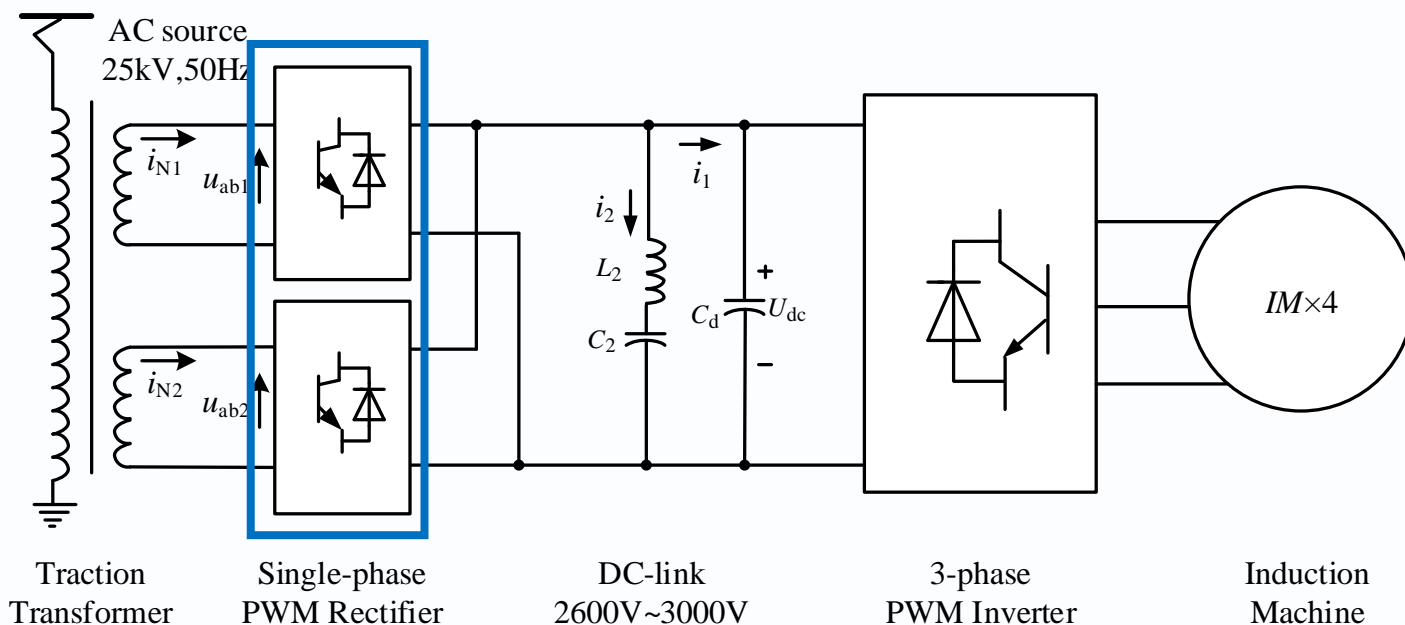 AC source
25kV,50Hz
iN1
uab1
iN2
uab2
i1
i2
L2
C2
Cd
+
Udc
−
IM×4
Traction
Transformer
Single-phase
PWM Rectifier
DC-link
2600V~3000V
3-phase
PWM Inverter
Induction
Machine